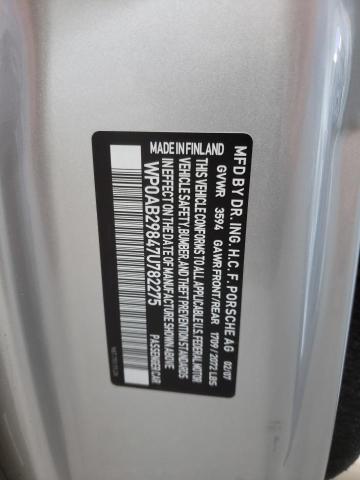 MFD BY DR. ING. H.C. F. PORSCHE AG 02/07
GVWR 3594 GAWR FRONT/REAR 1709 / 2072 LBS
THIS VEHICLE CONFORMS TO ALL APPLICABLE U.S. FEDERAL MOTOR
VEHICLE SAFETY, BUMPER, AND THEFT PREVENTION STANDARDS
IN EFFECT ON THE DATE OF MANUFACTURE SHOWN ABOVE
WP0AB29847U782275 PASSENGER CAR
MADE IN FINLAND